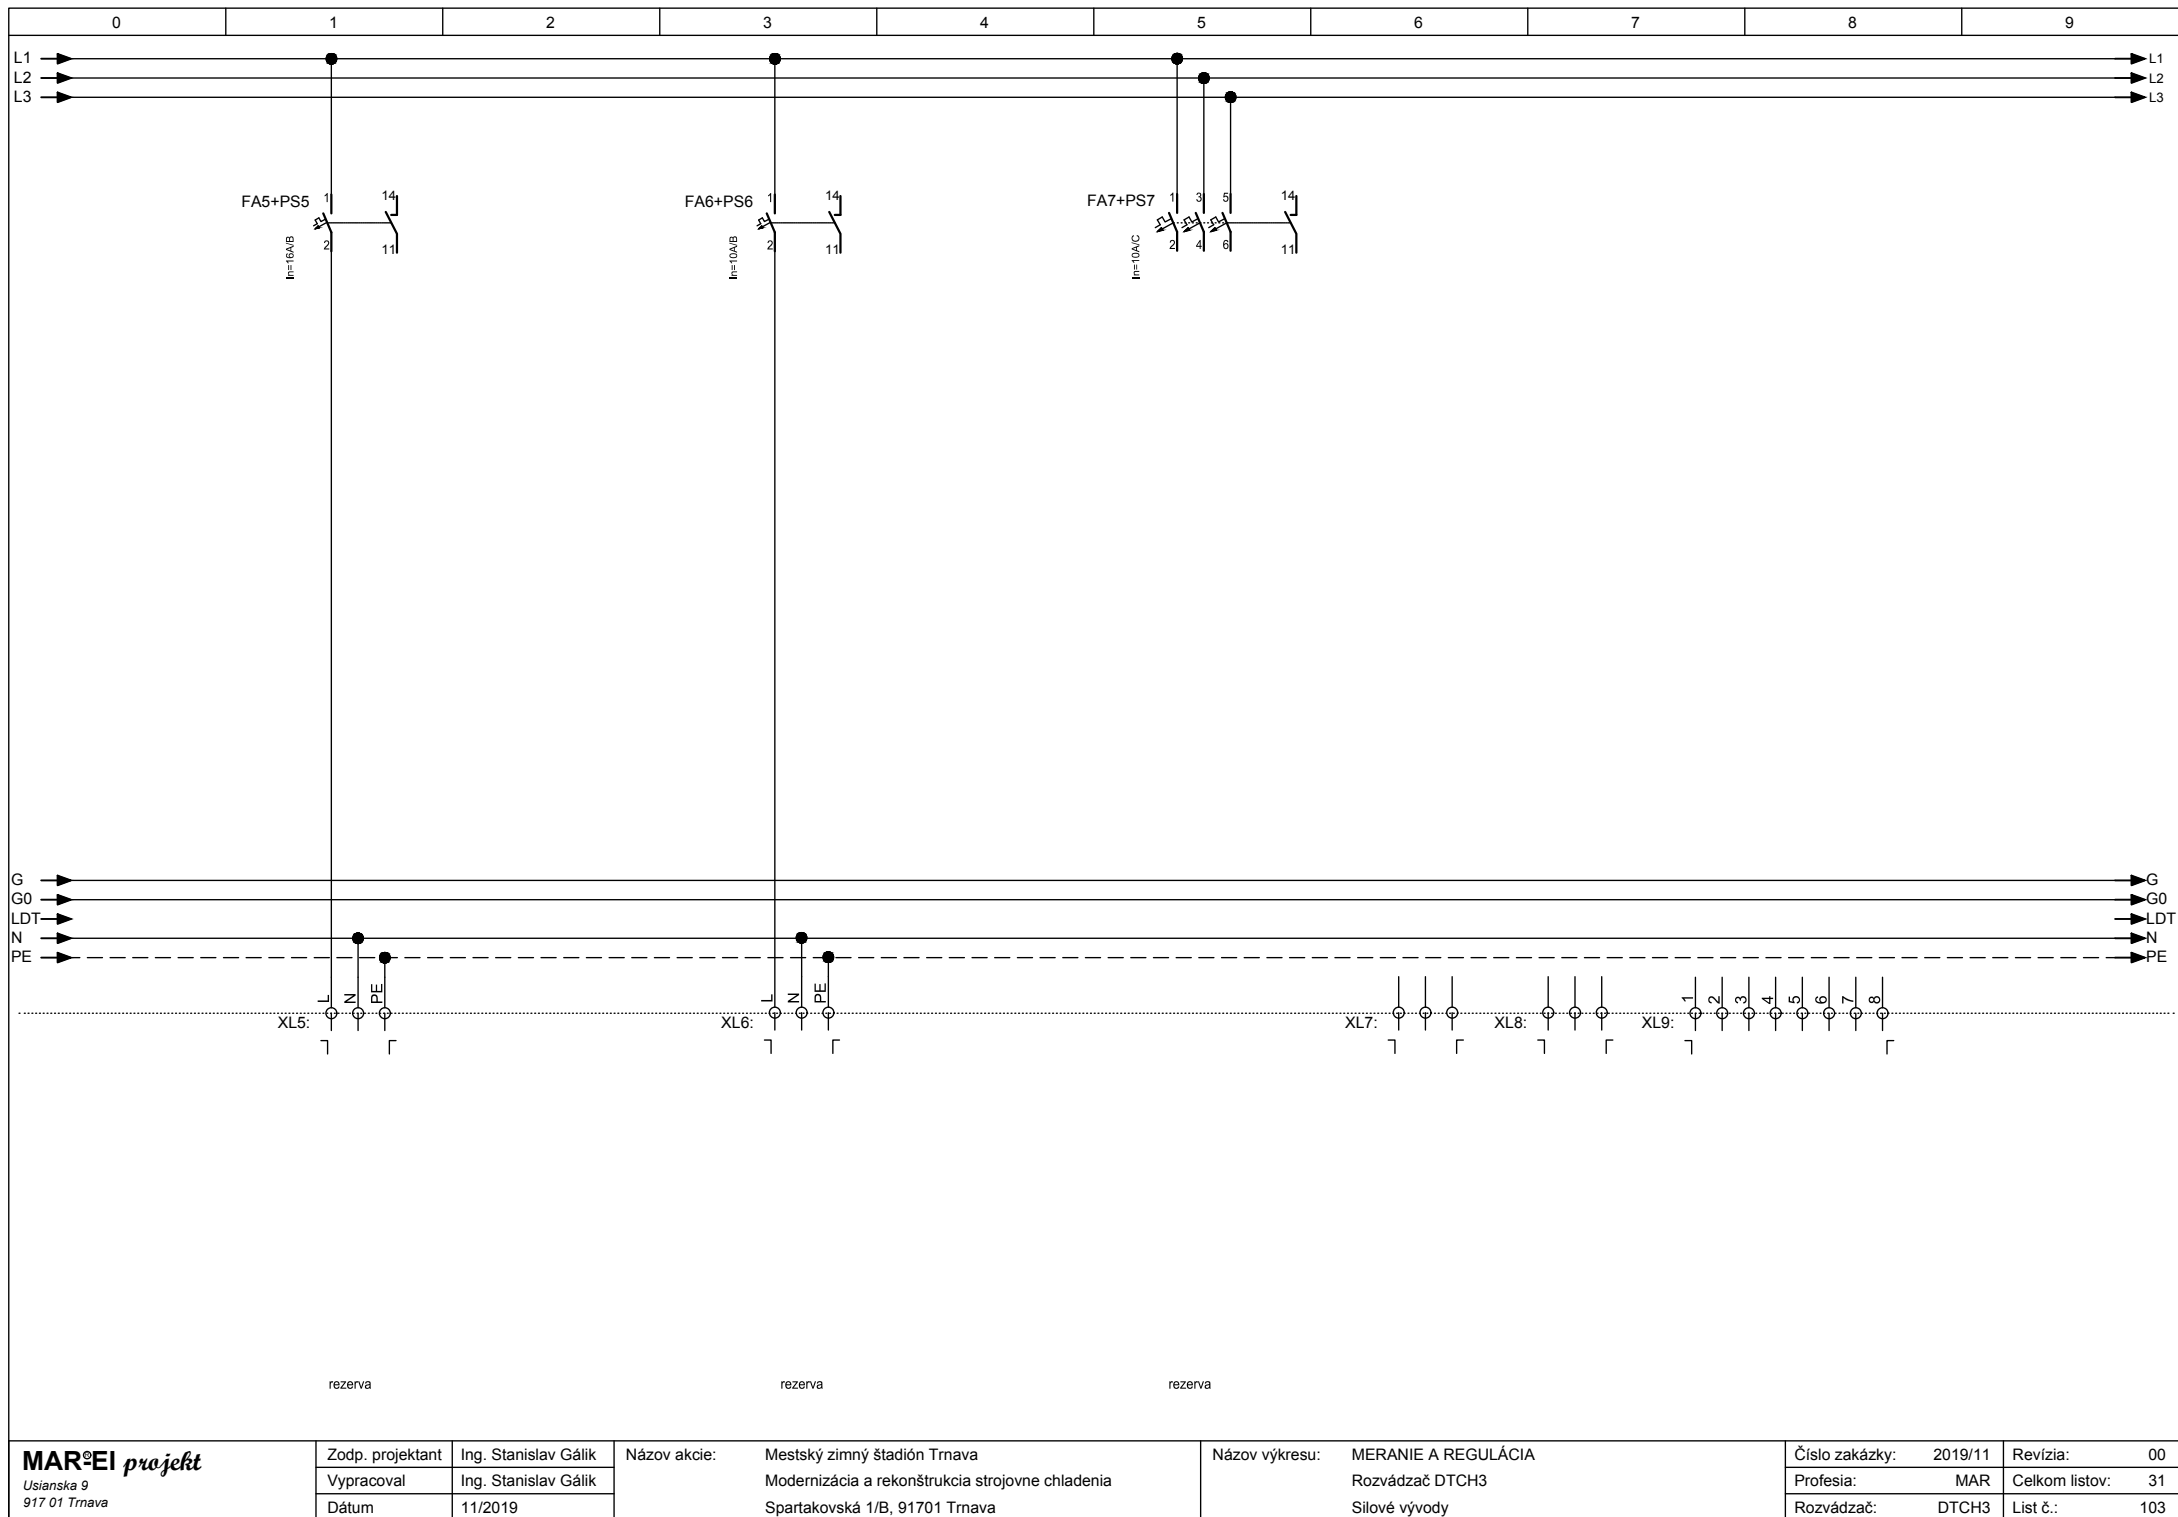 0 1 2 3 4 5 6 7 8 9
L1 L1
L2 L2
L3 L3
FA5+PS5 1 14 FA6+PS6 1 14 FA7+PS7 1 3 5 14
2 11 2 11 2 4 6 11
In=16A/B In=10A/B In=10A/C
G G
G0 G0
LDT LDT
N N
PE PE
L N PE L N PE 1 2 3 4 5 6 7 8
XL5: XL6: XL7: XL8: XL9:
rezerva rezerva rezerva
MAR®EI projekt
Usianska 9
917 01 Trnava
Zodp. projektant Ing. Stanislav Gálik
Vypracoval Ing. Stanislav Gálik
Dátum 11/2019
Názov akcie: Mestský zimný štadión Trnava
Modernizácia a rekonštrukcia strojovne chladenia
Spartakovská 1/B, 91701 Trnava
Názov výkresu: MERANIE A REGULÁCIA
Rozvádzač DTCH3
Silové vývody
Číslo zakázky: 2019/11 Revízia: 00
Profesia: MAR Celkom listov: 31
Rozvádzač: DTCH3 List č.: 103